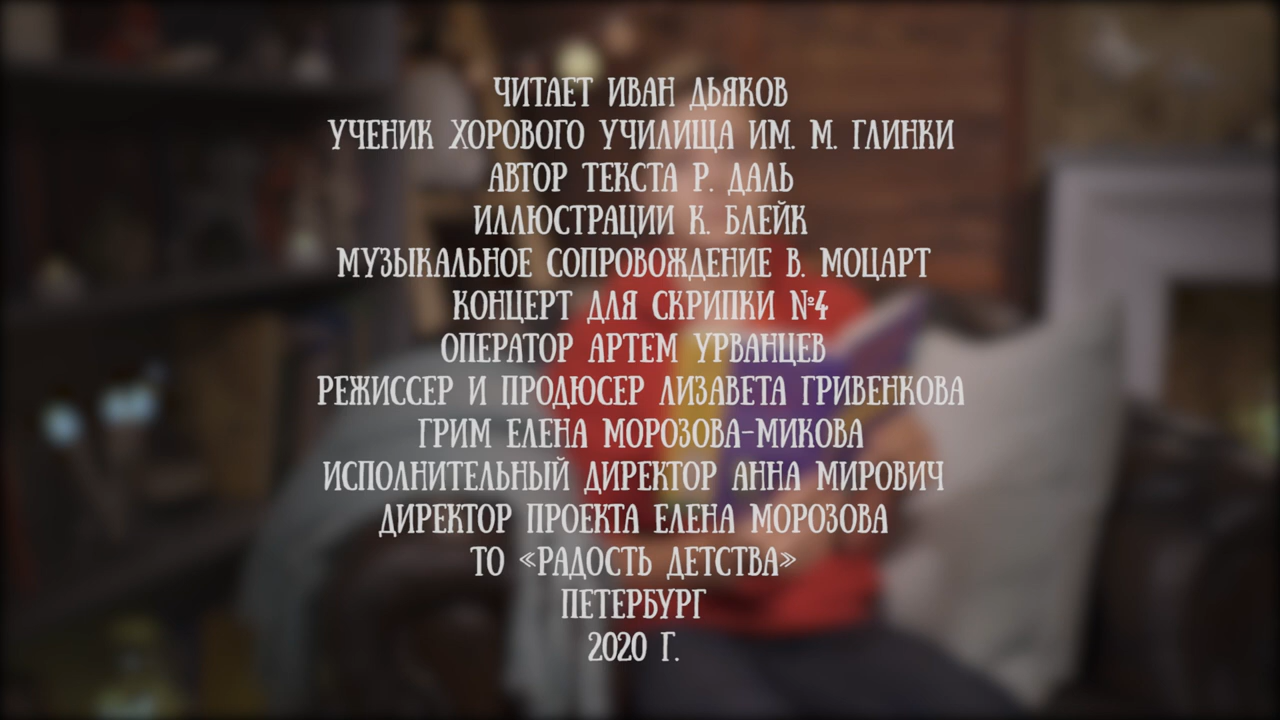 ЧИТАЕТ ИВАН ДЬЯКОВ
УЧЕНИК ХОРОВОГО УЧИЛИЩА ИМ. М. ГЛИНКИ
АВТОР ТЕКСТА Р. ДАЛЬ
ИЛЛЮСТРАЦИИ К. БЛЕЙК
МУЗЫКАЛЬНОЕ СОПРОВОЖДЕНИЕ В. МОЦАРТ
КОНЦЕРТ ДЛЯ СКРИПКИ №4
ОПЕРАТОР АРТЕМ УРВАНЦЕВ
РЕЖИССЕР И ПРОДЮСЕР ЛИЗАВЕТА ГРИВЕНКОВА
ГРИМ ЕЛЕНА МОРОЗОВА-МИКОВА
ИСПОЛНИТЕЛЬНЫЙ ДИРЕКТОР АННА МИРОВИЧ
ДИРЕКТОР ПРОЕКТА ЕЛЕНА МОРОЗОВА
ТО «РАДОСТЬ ДЕТСТВА»
ПЕТЕРБУРГ
2020 Г.